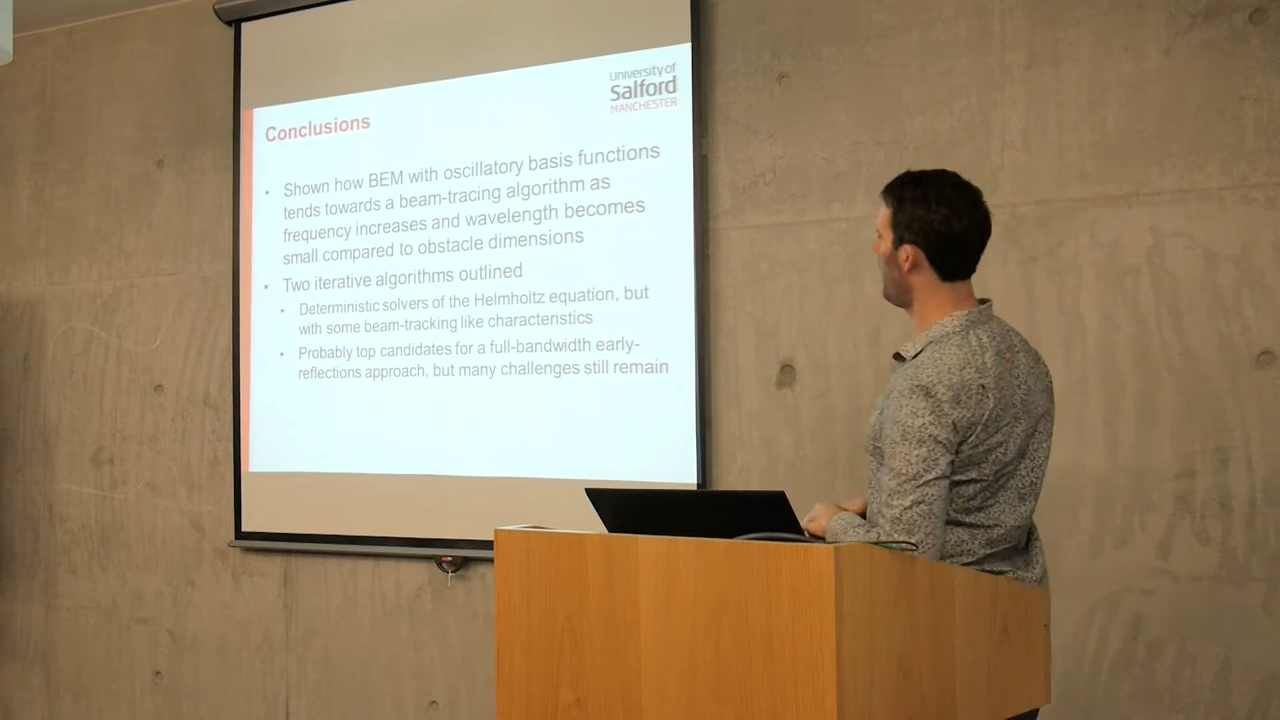 University of
Salford
MANCHESTER
Conclusions
• Shown how BEM with oscillatory basis functions
tends towards a beam-tracing algorithm as
frequency increases and wavelength becomes
small compared to obstacle dimensions
• Two iterative algorithms outlined
• Deterministic solvers of the Helmholtz equation, but
with some beam-tracking like characteristics
• Probably top candidates for a full-bandwidth early-
reflections approach, but many challenges still remain